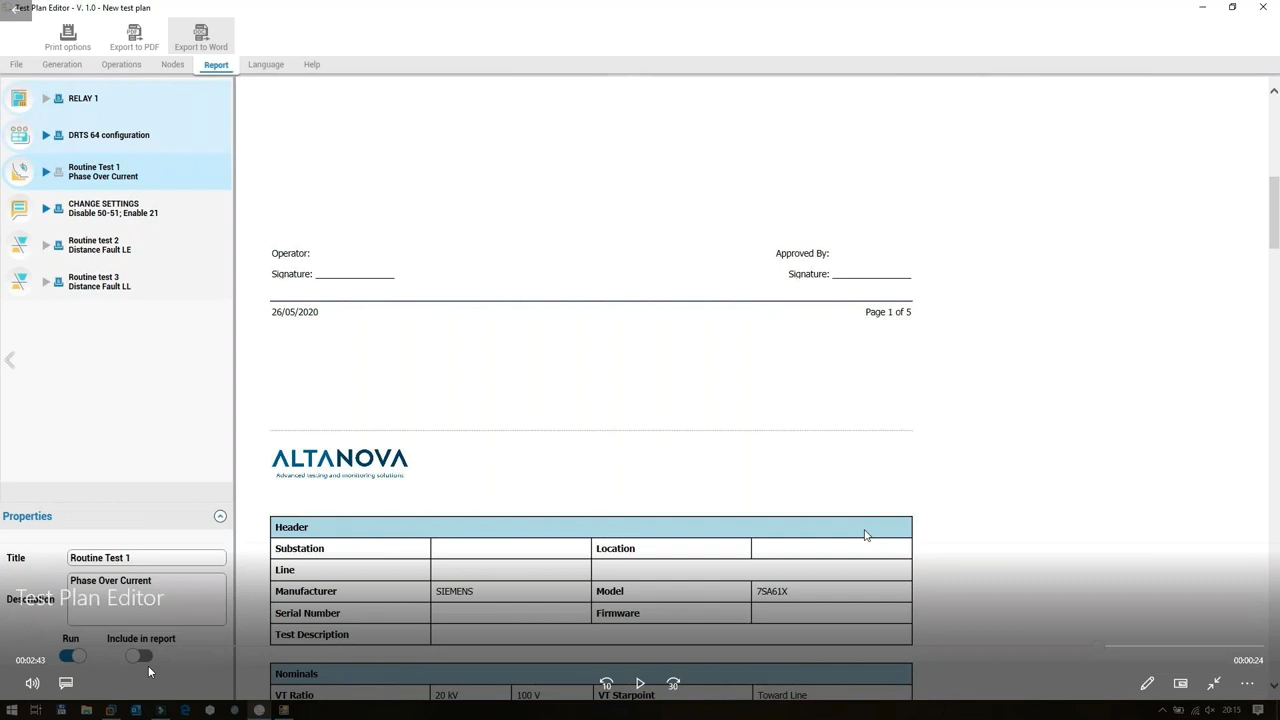 Test Plan Editor - V. 1.0 - New test plan
Print options
Export to PDF
Export to Word
File Generation Operations Nodes Report Language Help
RELAY 1
DRTS 64 configuration
Routine Test 1
Phase Over Current
CHANGE SETTINGS
Disable 50-51; Enable 21
Routine test 2
Distance Fault LE
Routine test 3
Distance Fault LL
Operator: Approved By:
Signature: _______________ Signature: _______________
26/05/2020 Page 1 of 5
ALTANOVA
Advanced testing and monitoring solutions
Header
Substation Location
Line
Manufacturer SIEMENS Model 7SA61X
Serial Number Firmware
Test Description
Nominals
VT Ratio 20 kV 100 V VT Starpoint Toward Line
Properties
Title Routine Test 1
Description Phase Over Current
Test Plan Editor
Run Include in report
00:02:43 00:00:24
10 30
20:15